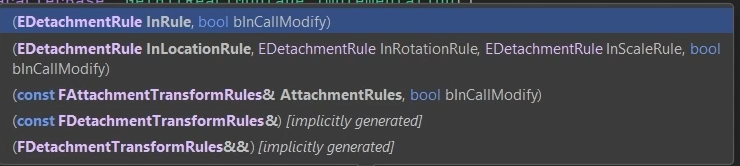 (EDetachmentRule InRule, bool bInCallModify)
(EDetachmentRule InLocationRule, EDetachmentRule InRotationRule, EDetachmentRule InScaleRule, bool
bInCallModify)
(const FAttachmentTransformRules& AttachmentRules, bool bInCallModify)
(const FDetachmentTransformRules&) [implicitly generated]
(FDetachmentTransformRules&&) [implicitly generated]